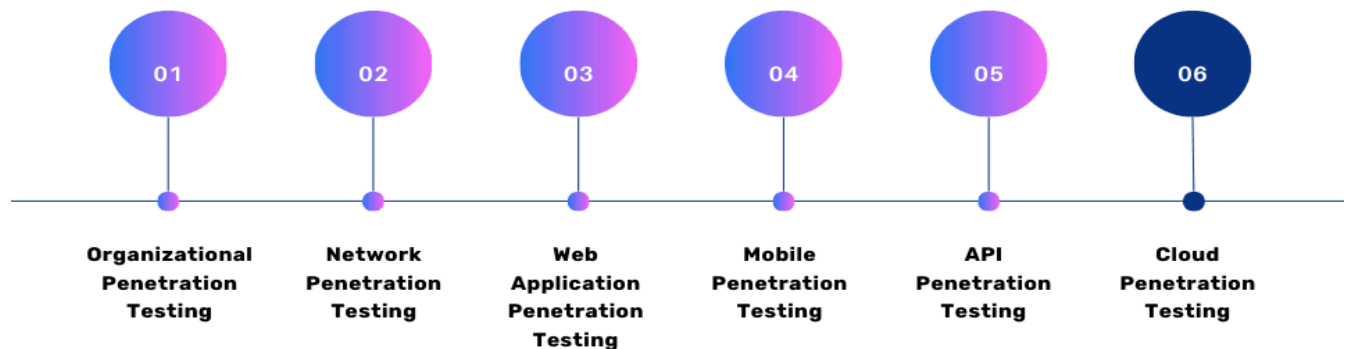 01
02
03
04
05
06
Organizational
Penetration
Testing
Network
Penetration
Testing
Web
Application
Penetration
Testing
Mobile
Penetration
Testing
API
Penetration
Testing
Cloud
Penetration
Testing